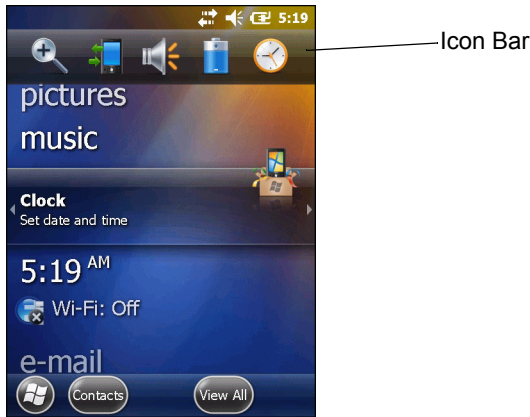 5:19
Icon Bar
pictures
music
Clock
Set date and time
5:19 AM
Wi-Fi: Off
e-mail
Contacts
View All